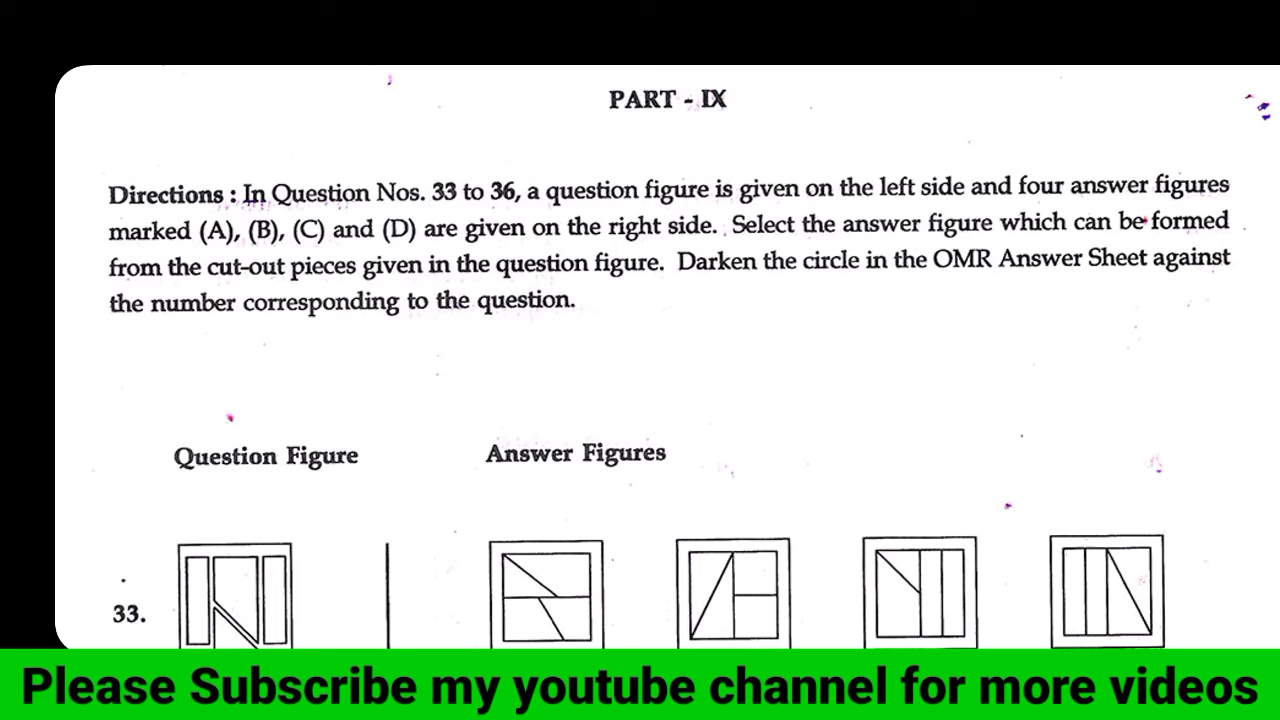 PART - IX
Directions : In Question Nos. 33 to 36, a question figure is given on the left side and four answer figures
marked (A), (B), (C) and (D) are given on the right side. Select the answer figure which can be formed
from the cut-out pieces given in the question figure. Darken the circle in the OMR Answer Sheet against
the number corresponding to the question.
Question Figure Answer Figures
33.
Please Subscribe my youtube channel for more videos